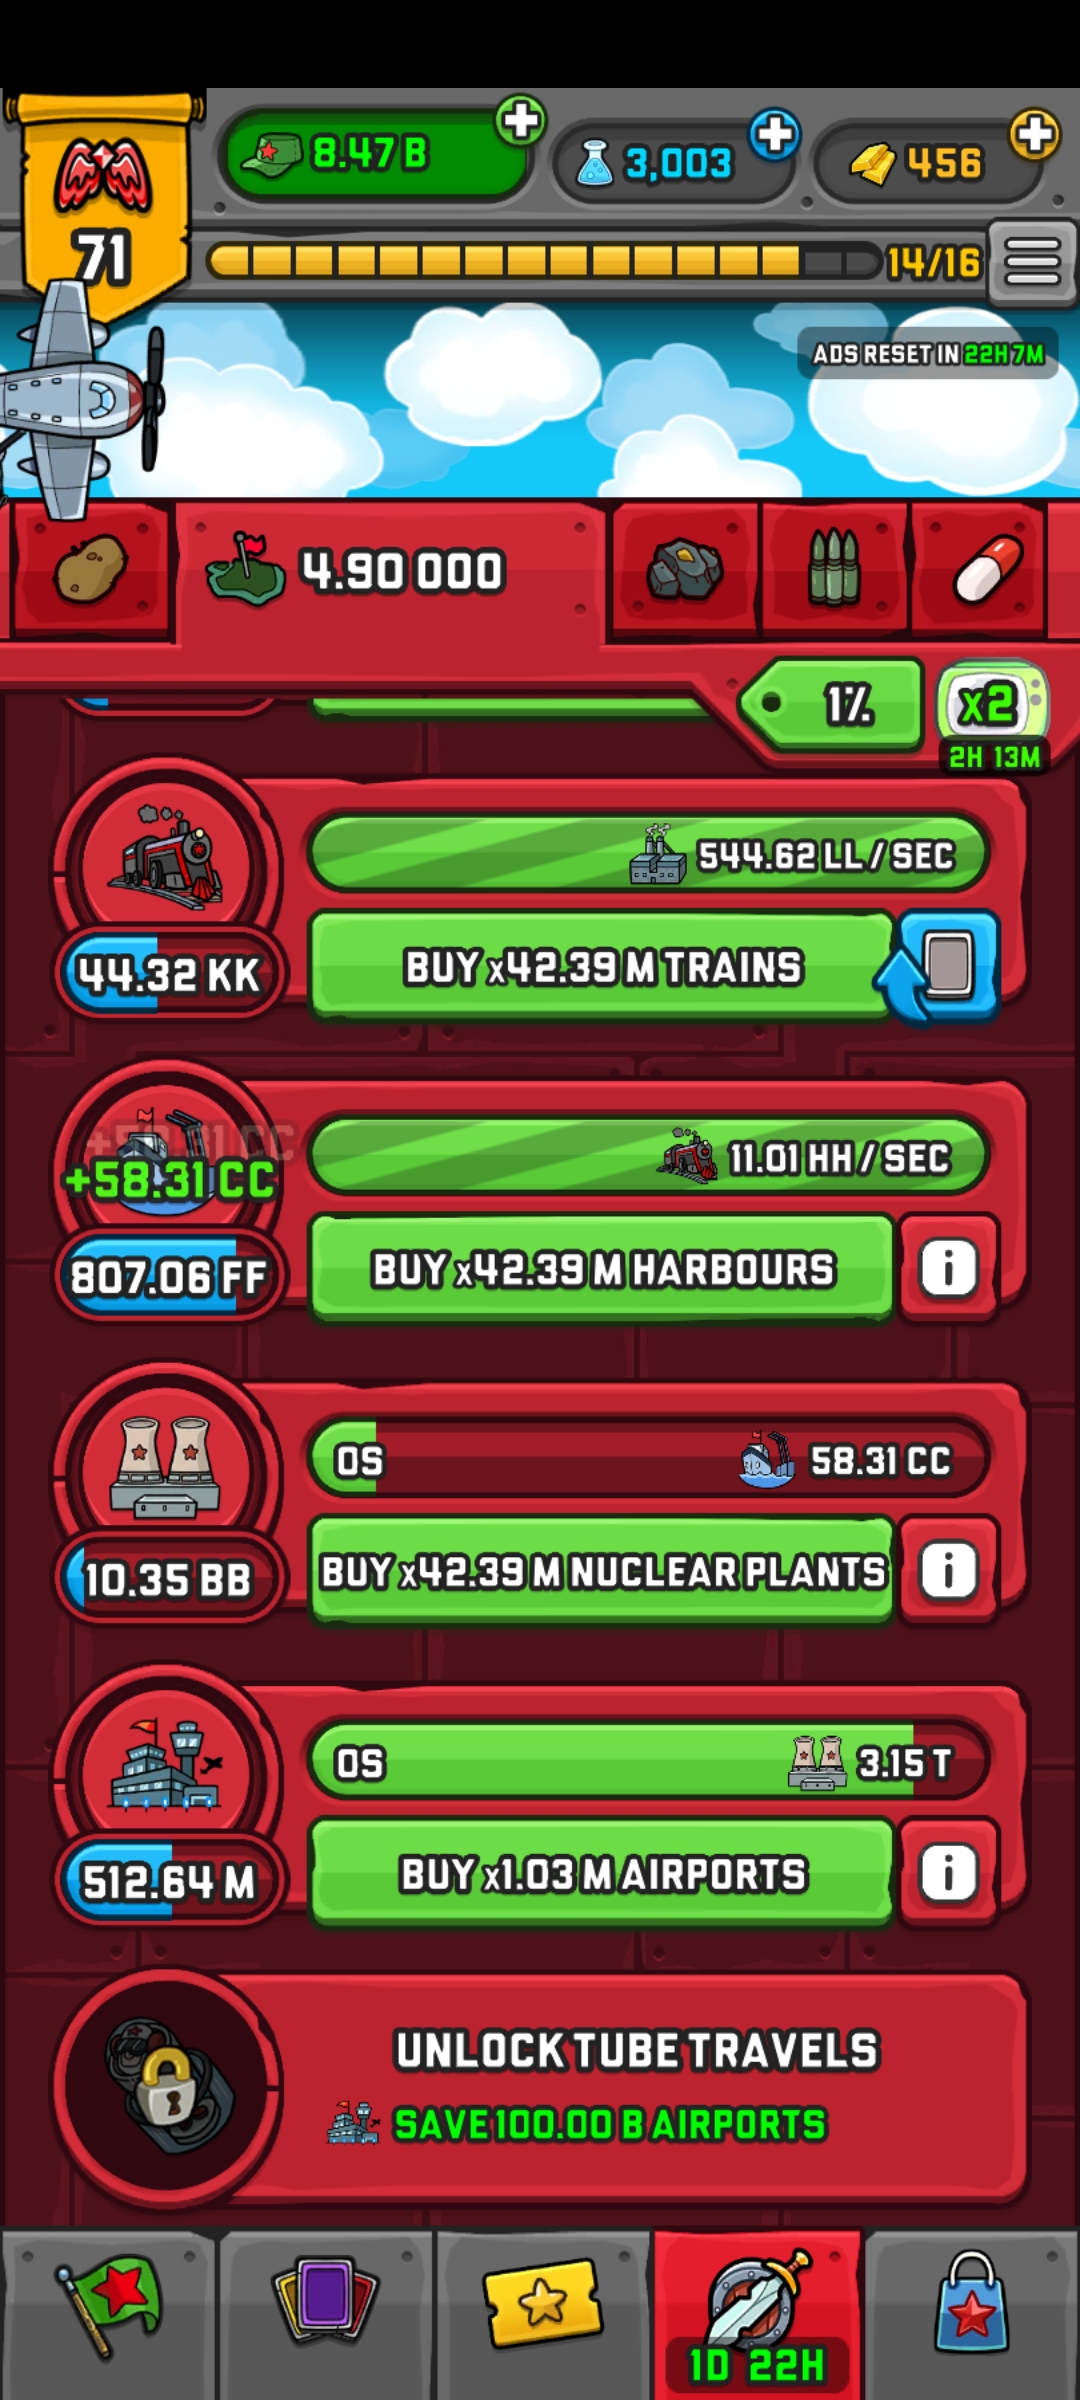 8.47 B
3,003
456
71
14/16
ADS RESET IN 22H 7M
4.90 000
1%
x2
2H 13M
544.62 LL / SEC
44.32 KK
BUY x42.39 M TRAINS
+58.31 CC
+58.31 CC
11.01 HH / SEC
807.06 FF
BUY x42.39 M HARBOURS
0S
58.31 CC
10.35 BB
BUY x42.39 M NUCLEAR PLANTS
0S
3.15 T
512.64 M
BUY x1.03 M AIRPORTS
UNLOCK TUBE TRAVELS
SAVE 100.00 B AIRPORTS
1D 22H